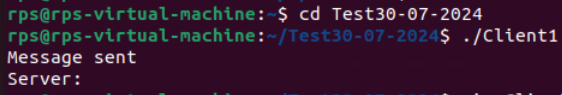 rps@rps-virtual-machine:~$ cd Test30-07-2024
rps@rps-virtual-machine:~/Test30-07-2024$ ./Client1
Message sent
Server: